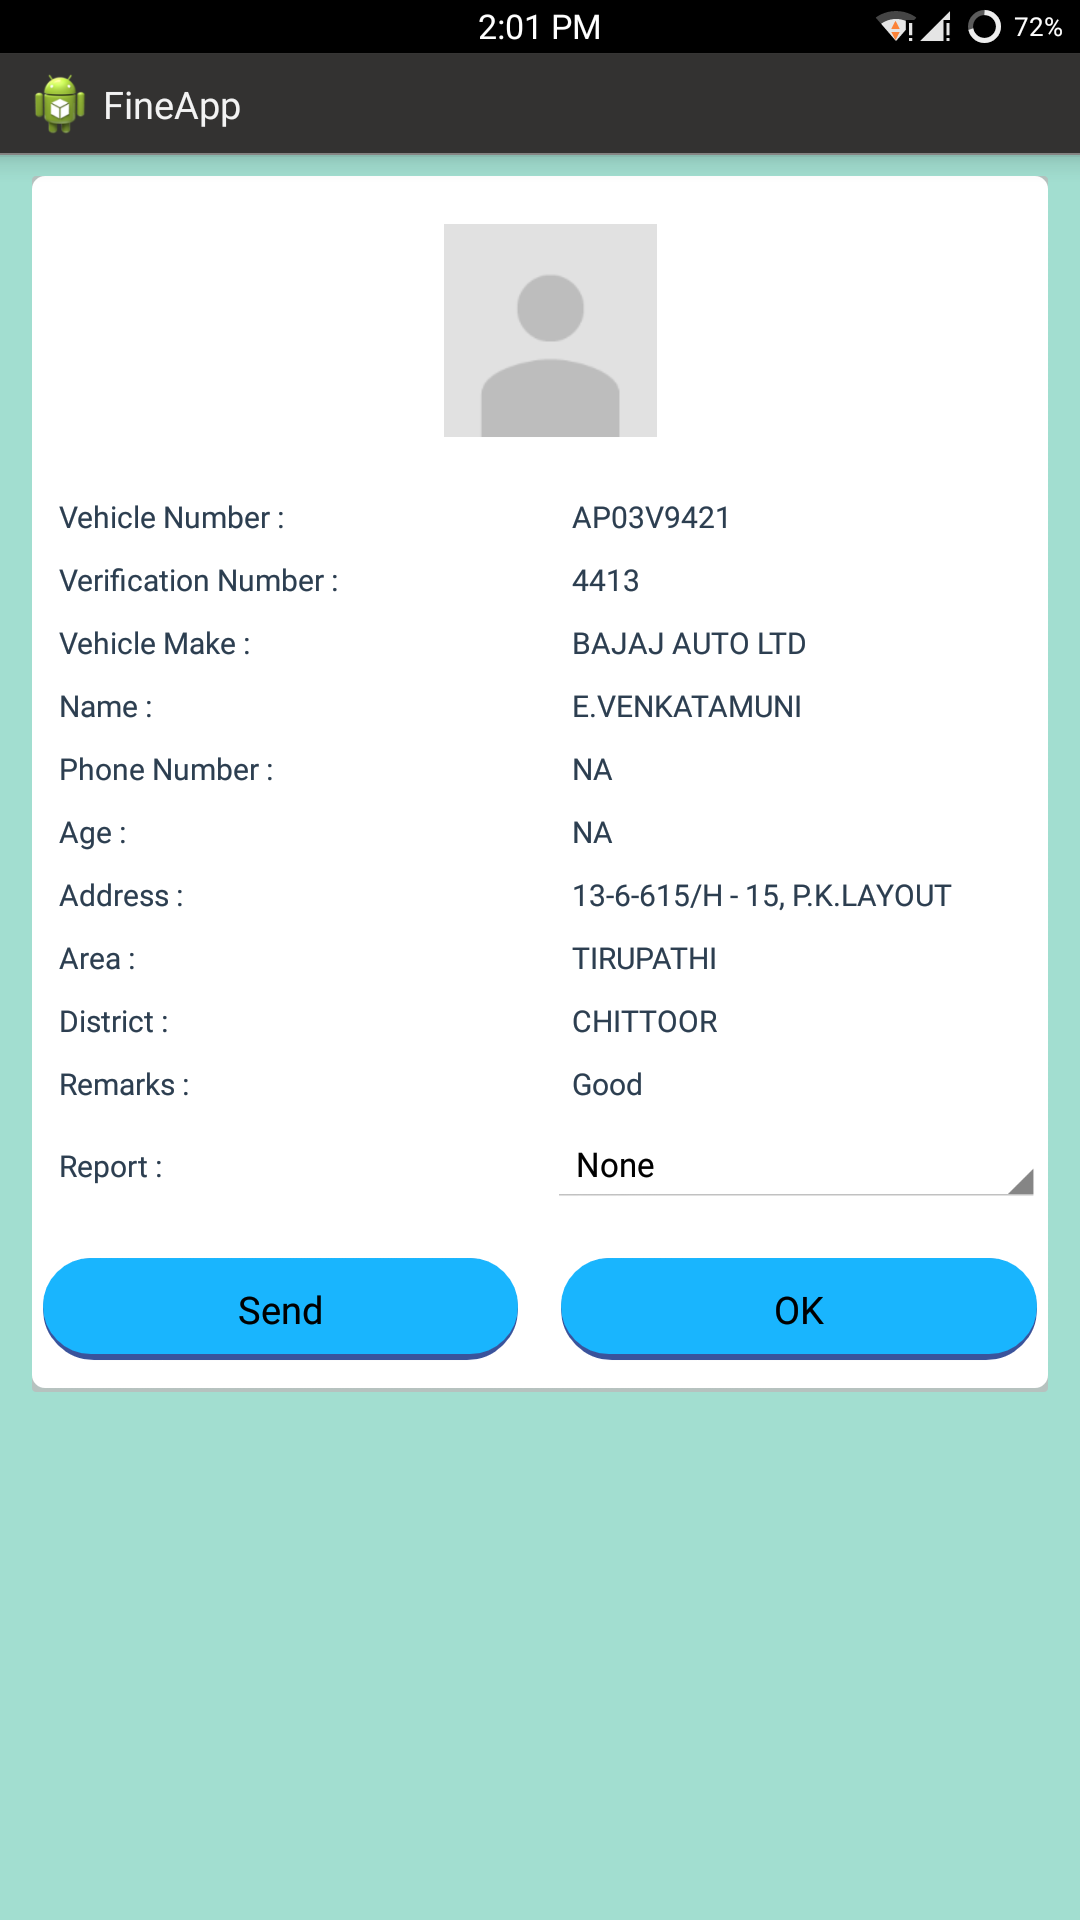 2:01 PM 72%
FineApp
Vehicle Number : AP03V9421
Verification Number : 4413
Vehicle Make : BAJAJ AUTO LTD
Name : E.VENKATAMUNI
Phone Number : NA
Age : NA
Address : 13-6-615/H - 15, P.K.LAYOUT
Area : TIRUPATHI
District : CHITTOOR
Remarks : Good
Report : None
Send OK